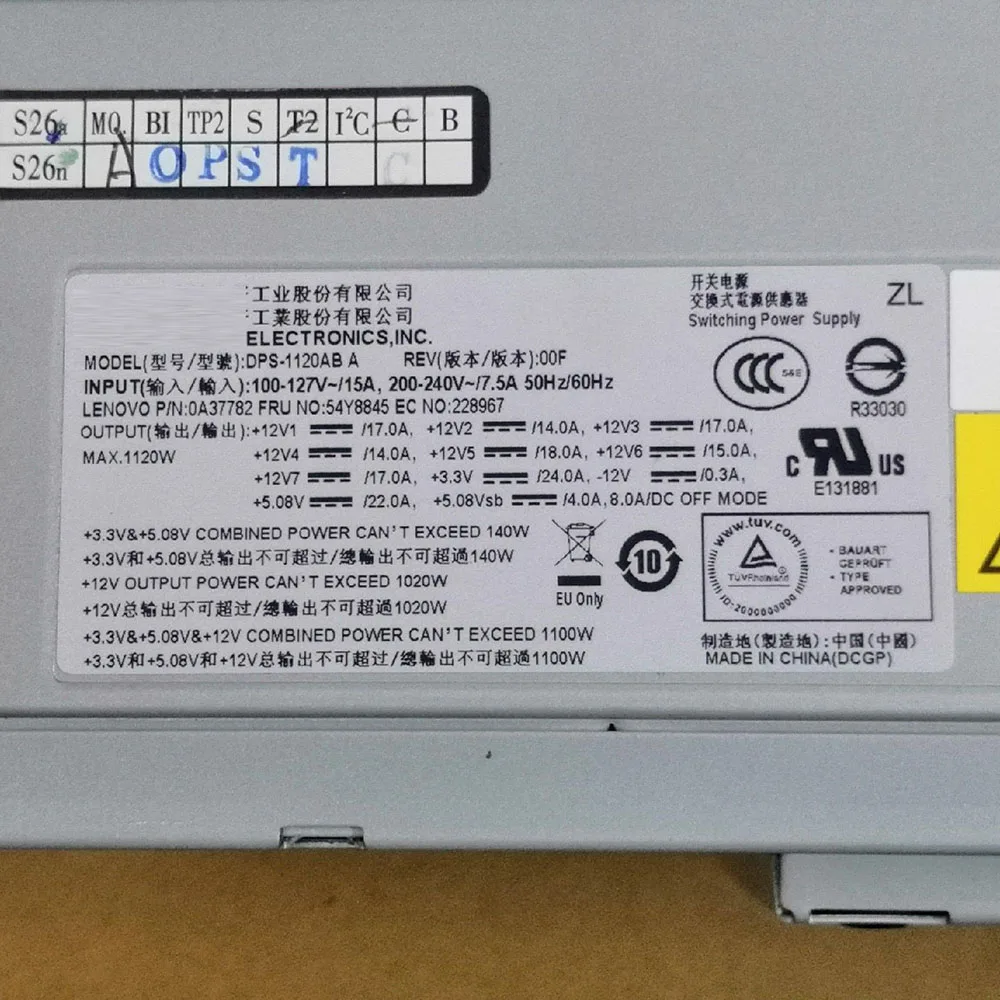 S26a MQ. BI TP2 S T2 I²C C B
S26n A O P S T C
工业股份有限公司
工業股份有限公司
ELECTRONICS,INC.
开关电源
交換式電源供應器
Switching Power Supply
ZL
MODEL(型号/型號):DPS-1120AB A REV(版本/版本):00F
INPUT(输入/輸入):100-127V~/15A, 200-240V~/7.5A 50Hz/60Hz
LENOVO P/N:0A37782 FRU NO:54Y8845 EC NO:228967
OUTPUT(输出/輸出):+12V1 ⎓/17.0A, +12V2 ⎓/14.0A, +12V3 ⎓/17.0A,
MAX.1120W +12V4 ⎓/14.0A, +12V5 ⎓/18.0A, +12V6 ⎓/15.0A,
+12V7 ⎓/17.0A, +3.3V ⎓/24.0A, -12V ⎓/0.3A,
+5.08V ⎓/22.0A, +5.08Vsb ⎓/4.0A,8.0A/DC OFF MODE
CCC S&E
R33030
c RU US
E131881
+3.3V&+5.08V COMBINED POWER CAN'T EXCEED 140W
+3.3V和+5.08V总输出不可超过/總輸出不可超過140W
+12V OUTPUT POWER CAN'T EXCEED 1020W
+12V总输出不可超过/總輸出不可超過1020W
+3.3V&+5.08V&+12V COMBINED POWER CAN'T EXCEED 1100W
+3.3V和+5.08V和+12V总输出不可超过/總輸出不可超過1100W
EU Only
10
www.tuv.com
TÜVRheinland
ID:2000000000
- BAUART
GEPRÜFT
- TYPE
APPROVED
制造地(製造地):中国(中國)
MADE IN CHINA(DCGP)